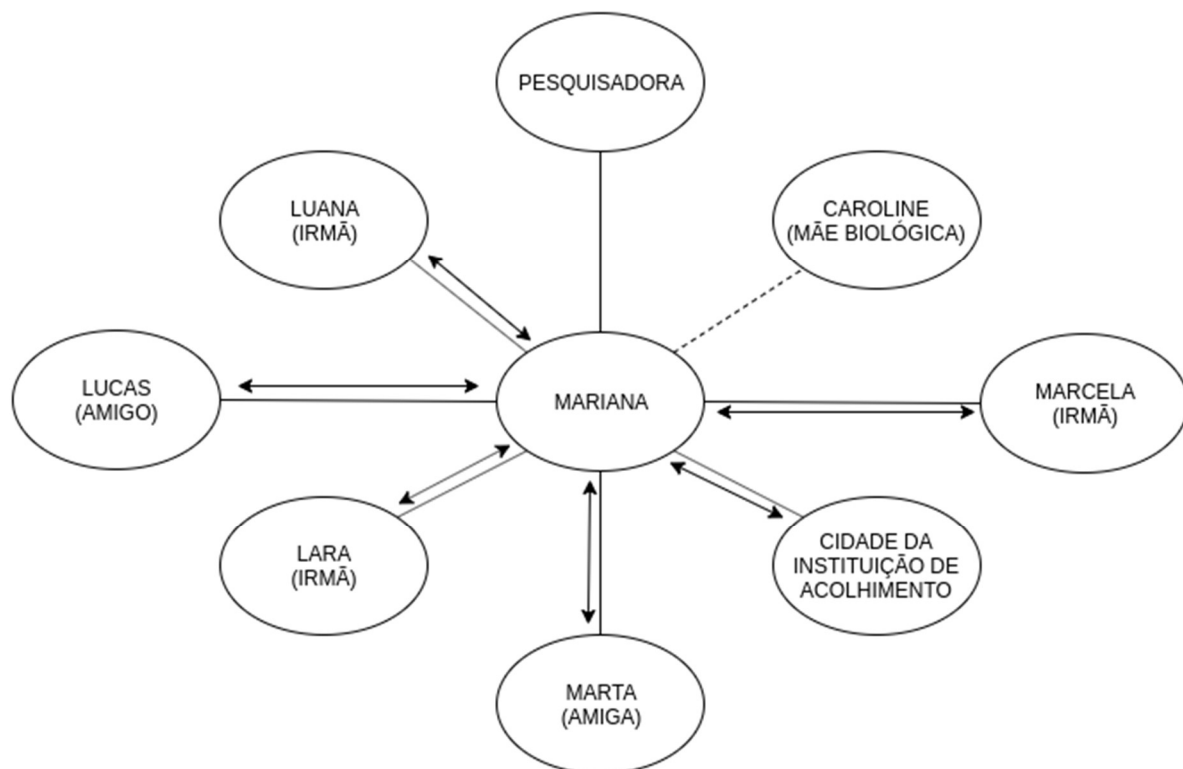 PESQUISADORA
LUANA
(IRMÃ)
CAROLINE
(MÃE BIOLÓGICA)
LUCAS
(AMIGO)
MARIANA
MARCELA
(IRMÃ)
LARA
(IRMÃ)
CIDADE DA
INSTITUIÇÃO DE
ACOLHIMENTO
MARTA
(AMIGA)